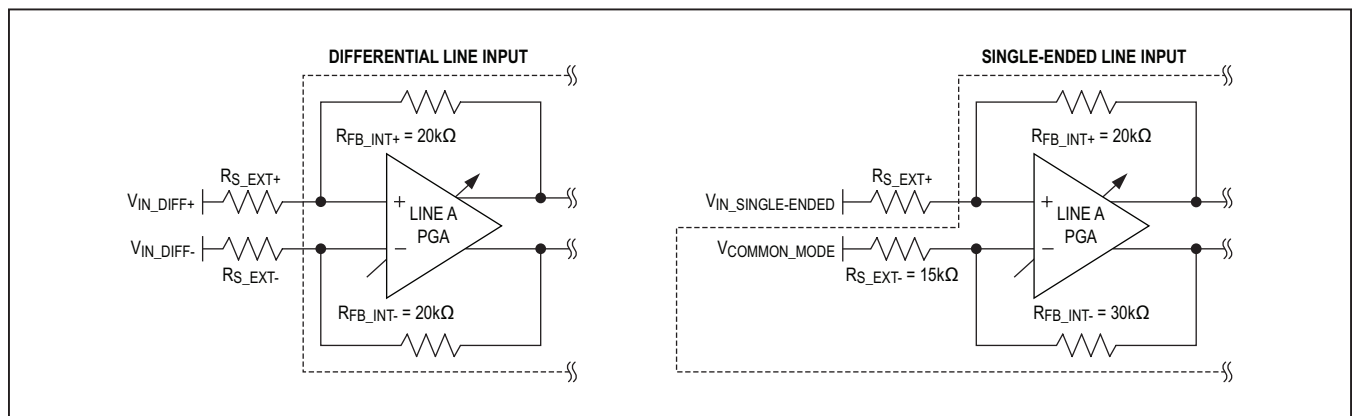 DIFFERENTIAL LINE INPUT
RFB_INT+ = 20kΩ
RS_EXT+
VIN_DIFF+
+
LINE A
PGA
−
VIN_DIFF-
RS_EXT-
RFB_INT- = 20kΩ
SINGLE-ENDED LINE INPUT
RFB_INT+ = 20kΩ
RS_EXT+
VIN_SINGLE-ENDED
+
LINE A
PGA
−
VCOMMON_MODE
RS_EXT- = 15kΩ
RFB_INT- = 30kΩ